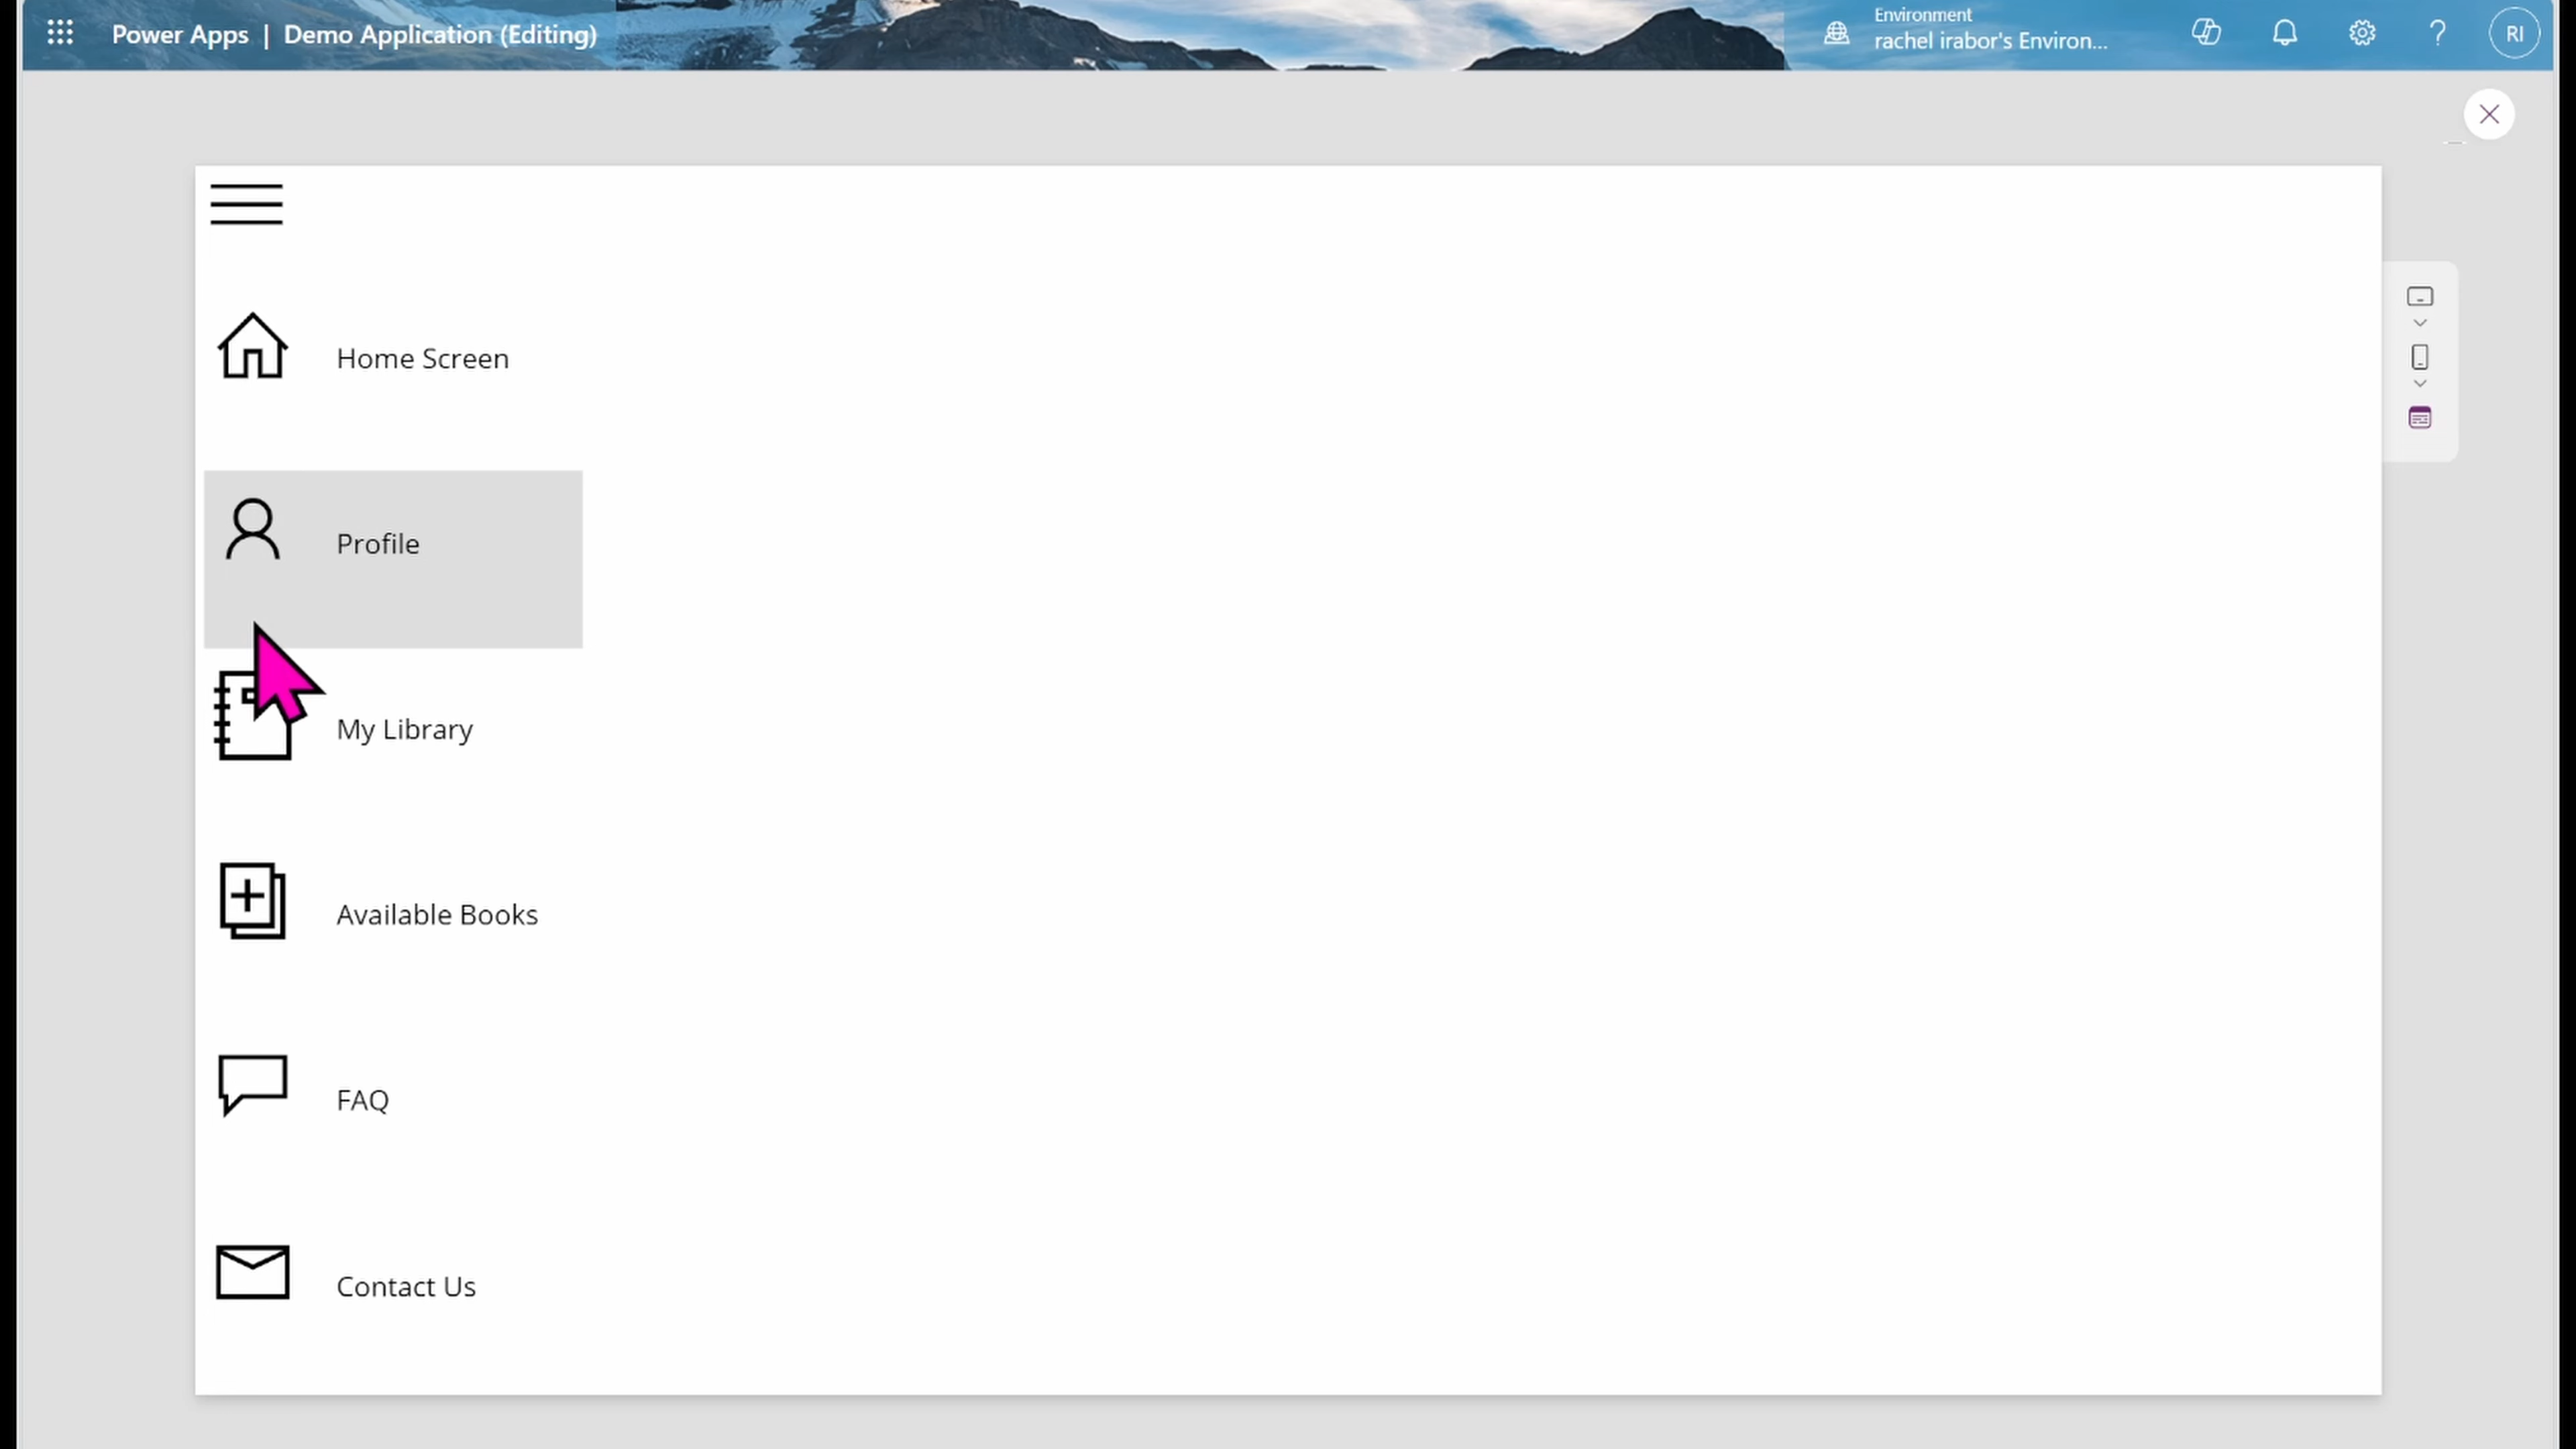 Power Apps | Demo Application (Editing)
Environment
rachel irabor's Environ...
RI
Home Screen
Profile
My Library
Available Books
FAQ
Contact Us